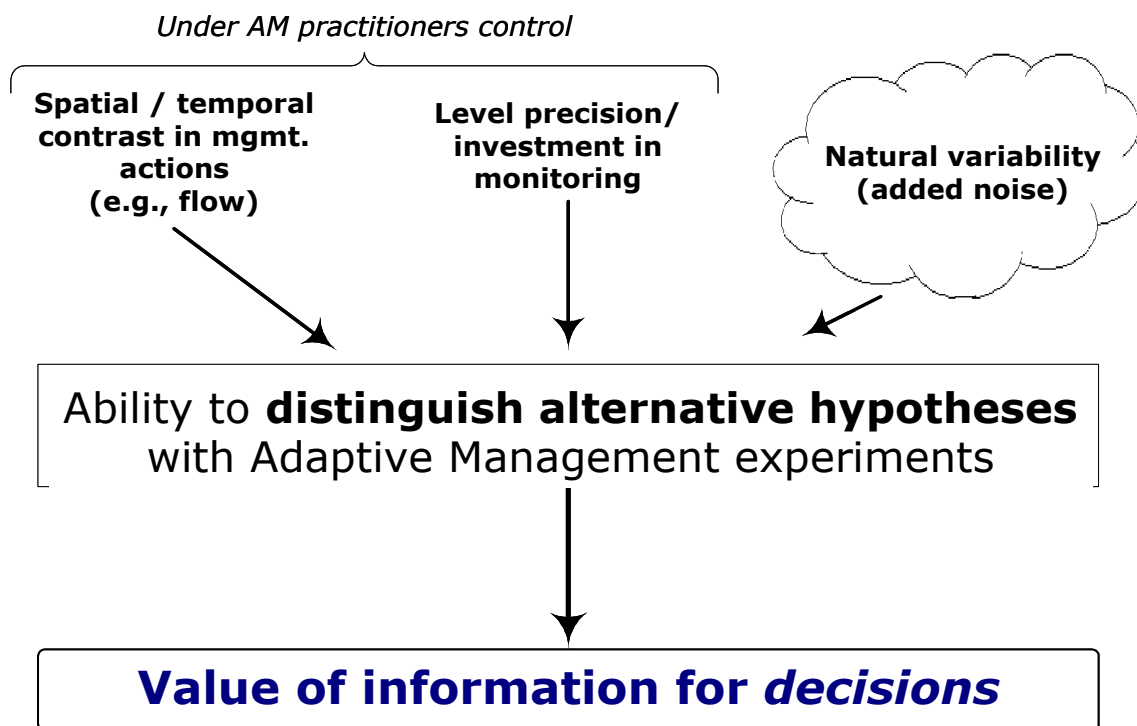 Under AM practitioners control
Spatial / temporal
contrast in mgmt.
actions
(e.g., flow)
Level precision/
investment in
monitoring
Natural variability
(added noise)
Ability to distinguish alternative hypotheses
with Adaptive Management experiments
Value of information for decisions